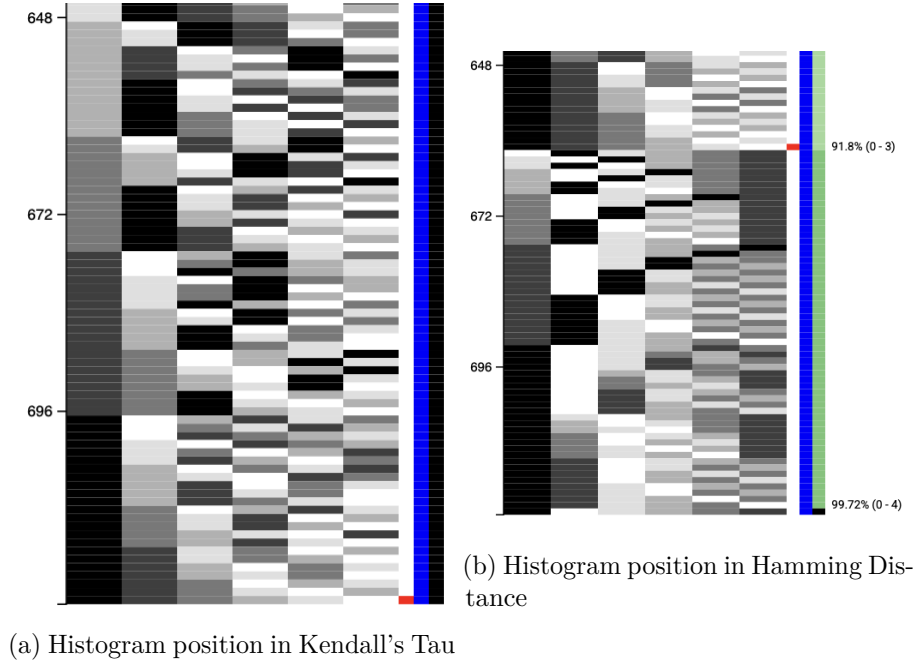 648
672
696
(a) Histogram position in Kendall's Tau
648
672
696
91.8% (0 - 3)
99.72% (0 - 4)
(b) Histogram position in Hamming Dis-
tance